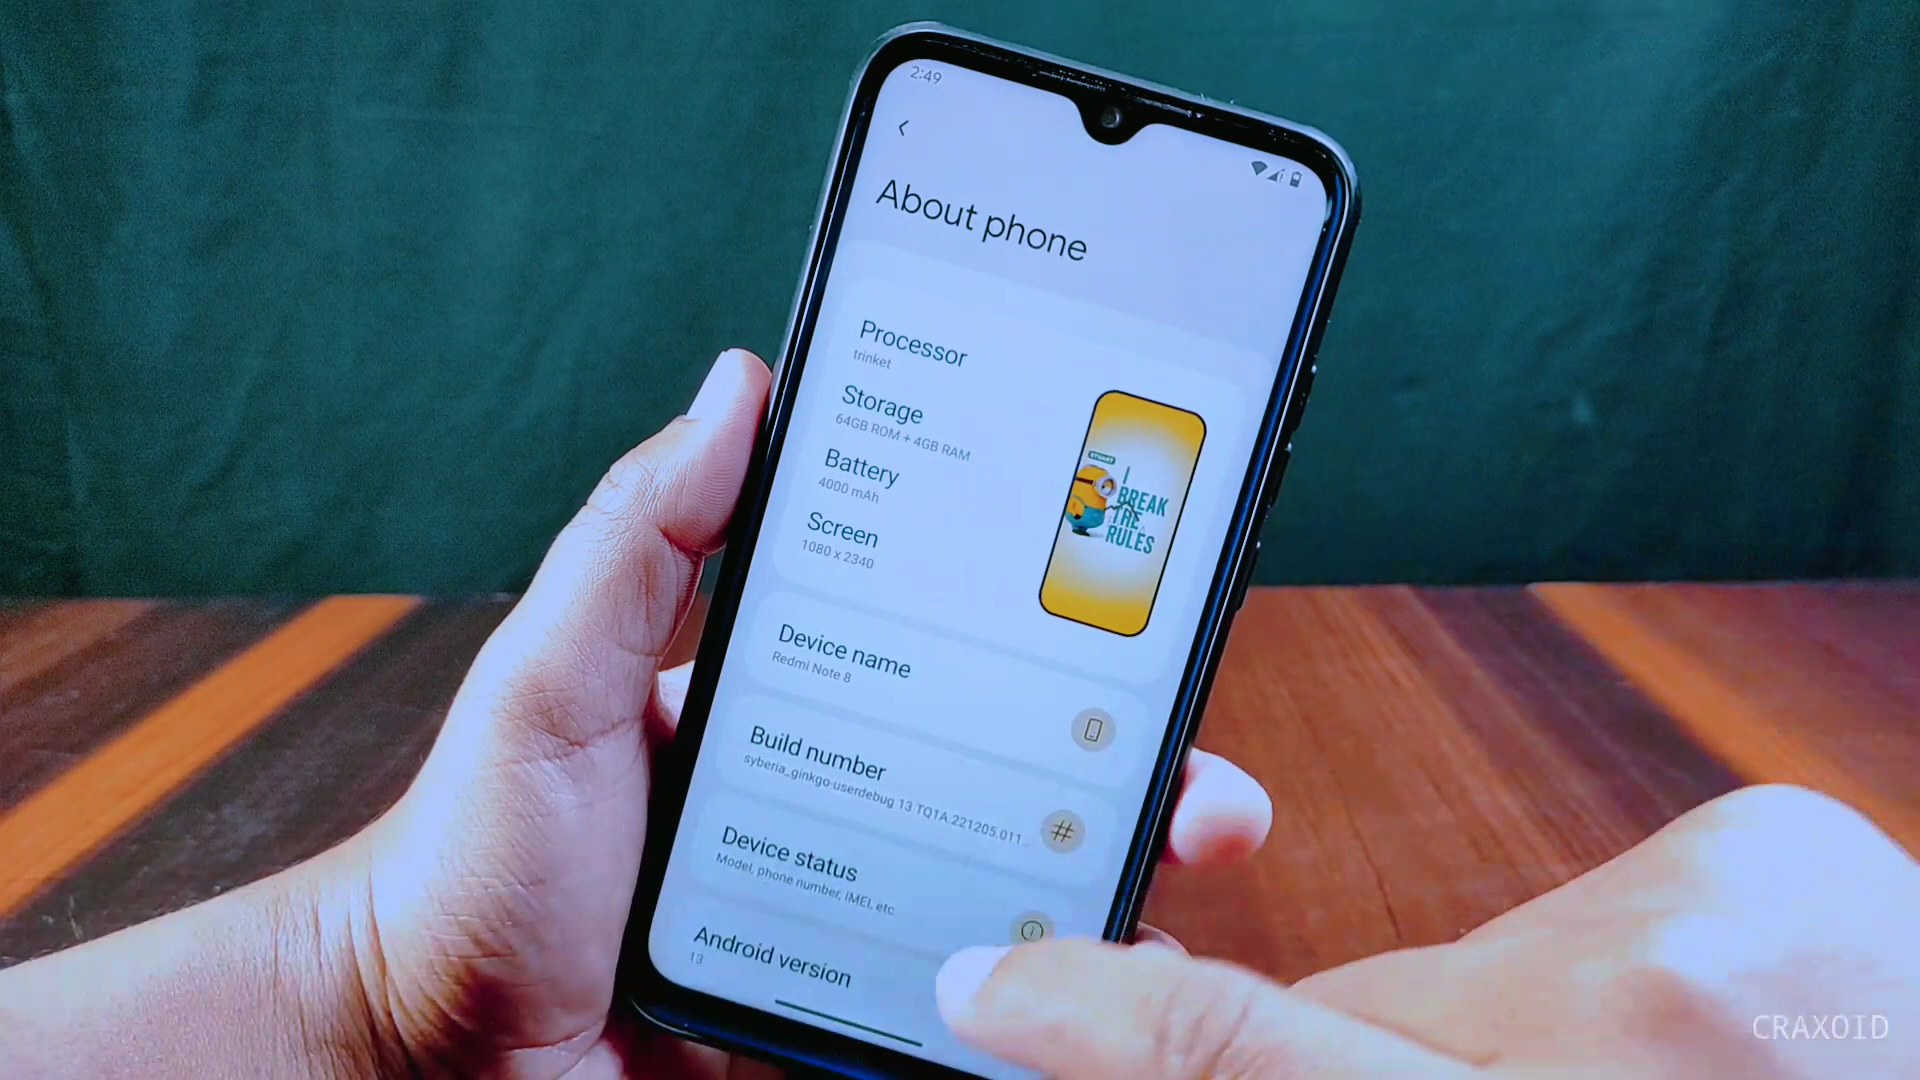 2:49
About phone
Processor
trinket
Storage
64GB ROM + 4GB RAM
Battery
4000 mAh
Screen
1080 x 2340
STUART
I
BREAK
THE
RULES
Device name
Redmi Note 8
Build number
syberia_ginkgo-userdebug 13 TQ1A.221205.011...
Device status
Model, phone number, IMEI, etc
Android version
13
CRAXOID